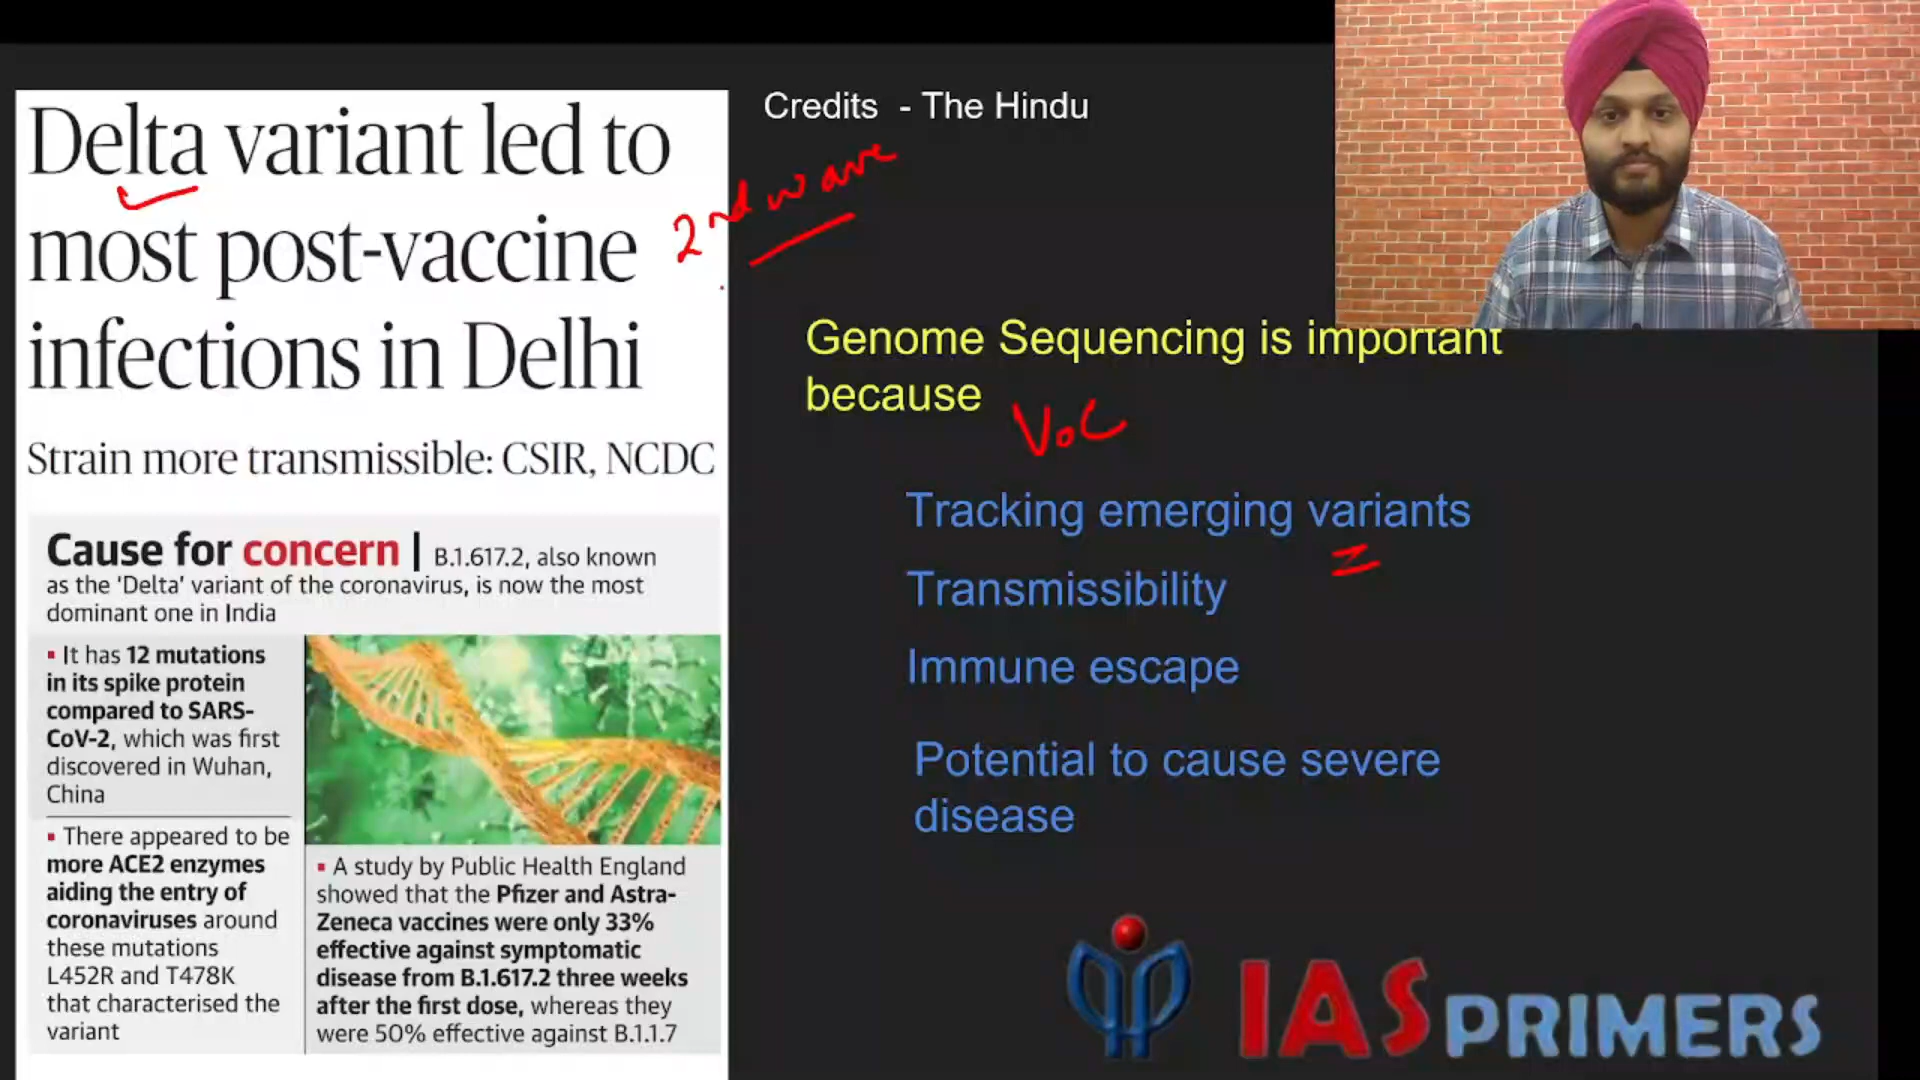 Delta variant led to
most post-vaccine
infections in Delhi
Strain more transmissible: CSIR, NCDC
Cause for concern | B.1.617.2, also known
as the ‘Delta’ variant of the coronavirus, is now the most
dominant one in India
▪ It has 12 mutations
in its spike protein
compared to SARS-
CoV-2, which was first
discovered in Wuhan,
China
▪ There appeared to be
more ACE2 enzymes
aiding the entry of
coronaviruses around
these mutations
L452R and T478K
that characterised the
variant
▪ A study by Public Health England
showed that the Pfizer and Astra-
Zeneca vaccines were only 33%
effective against symptomatic
disease from B.1.617.2 three weeks
after the first dose, whereas they
were 50% effective against B.1.1.7
Credits - The Hindu
2nd wave
Genome Sequencing is important
because
VoC
Tracking emerging variants
Transmissibility
Immune escape
Potential to cause severe
disease
IAS PRIMERS